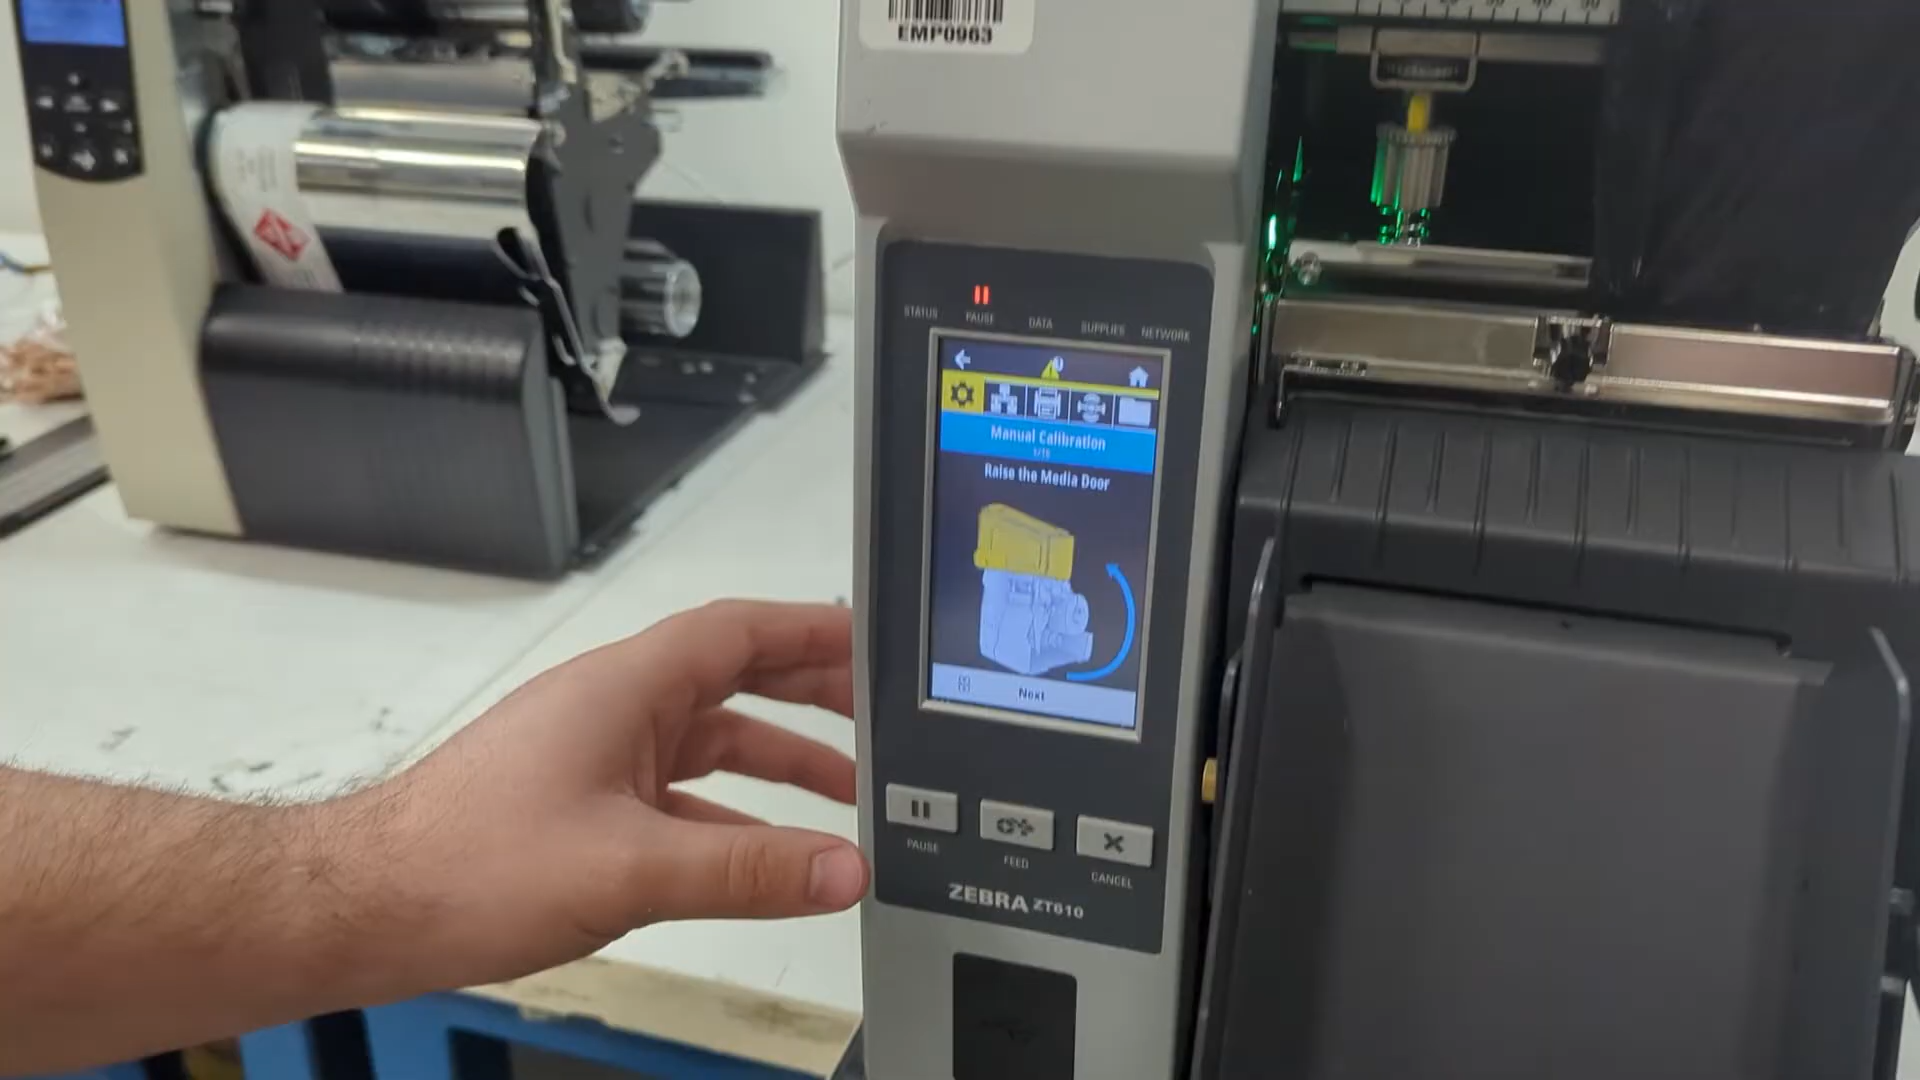 EMP0963
STATUS
PAUSE
DATA
SUPPLIES
NETWORK
Manual Calibration
Raise the Media Door
Next
PAUSE
FEED
CANCEL
ZEBRA ZT610